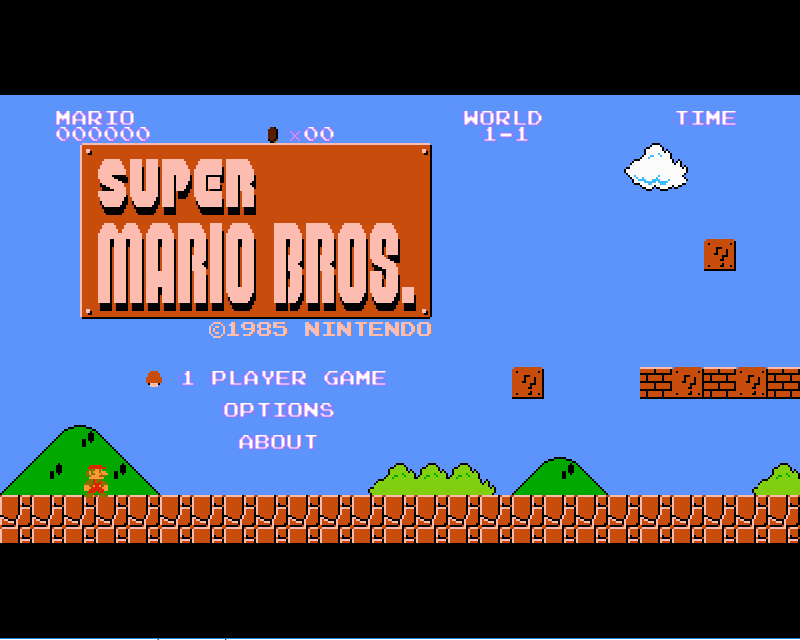 MARIO WORLD TIME
000000 ×00 1-1
SUPER
MARIO BROS.
©1985 NINTENDO
?
?
? ?
1 PLAYER GAME
OPTIONS
ABOUT